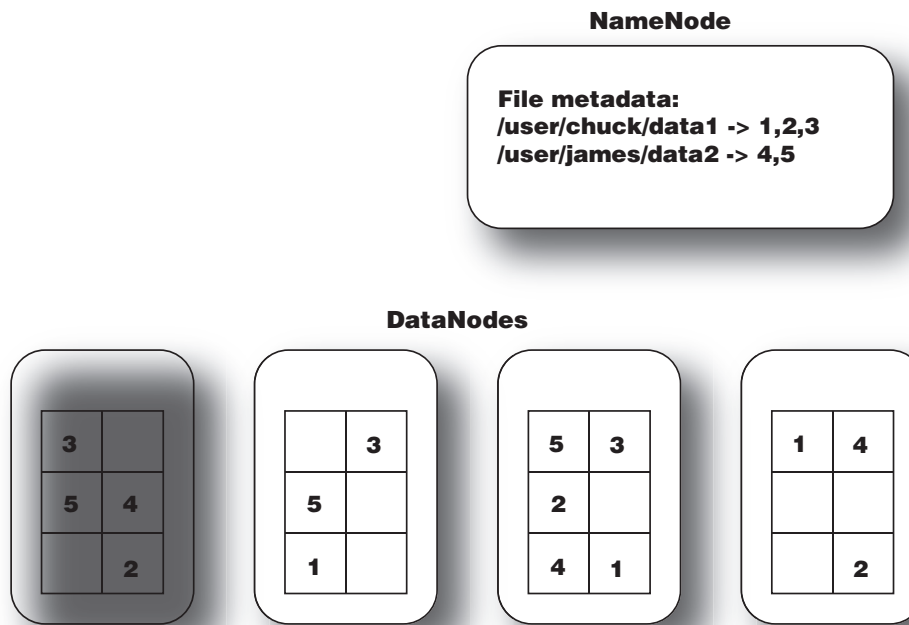 NameNode
File metadata:
/user/chuck/data1 -> 1,2,3
/user/james/data2 -> 4,5
DataNodes
3
5 4
2
3
5
1
5 3
2
4 1
1 4
2